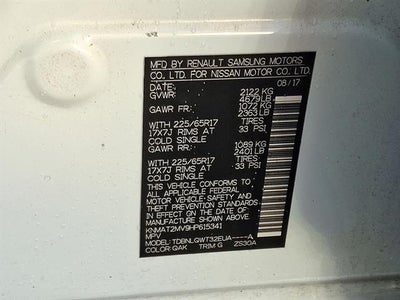 MFD BY RENAULT SAMSUNG MOTORS
CO., LTD. FOR NISSAN MOTOR CO., LTD.
DATE: 08/17
GVWR: 2122 KG
4679 LB
GAWR FR: 1072 KG
2363 LB
WITH 225/65R17 TIRES
17X7J RIMS AT 33 PSI
COLD SINGLE
GAWR RR: 1089 KG
2401 LB
WITH 225/65R17 TIRES
17X7J RIMS AT 33 PSI
COLD SINGLE
THIS VEHICLE CONFORMS TO
ALL APPLICABLE FEDERAL
MOTOR VEHICLE SAFETY,
BUMPER, AND THEFT
PREVENTION STANDARDS IN
EFFECT ON THE DATE OF
MANUFACTURE SHOWN ABOVE.
KNMAT2MV9HP615341
MPV
MODEL: TDBNLGWT32EUA-----A
COLOR: QAK TRIM: G ZS30A